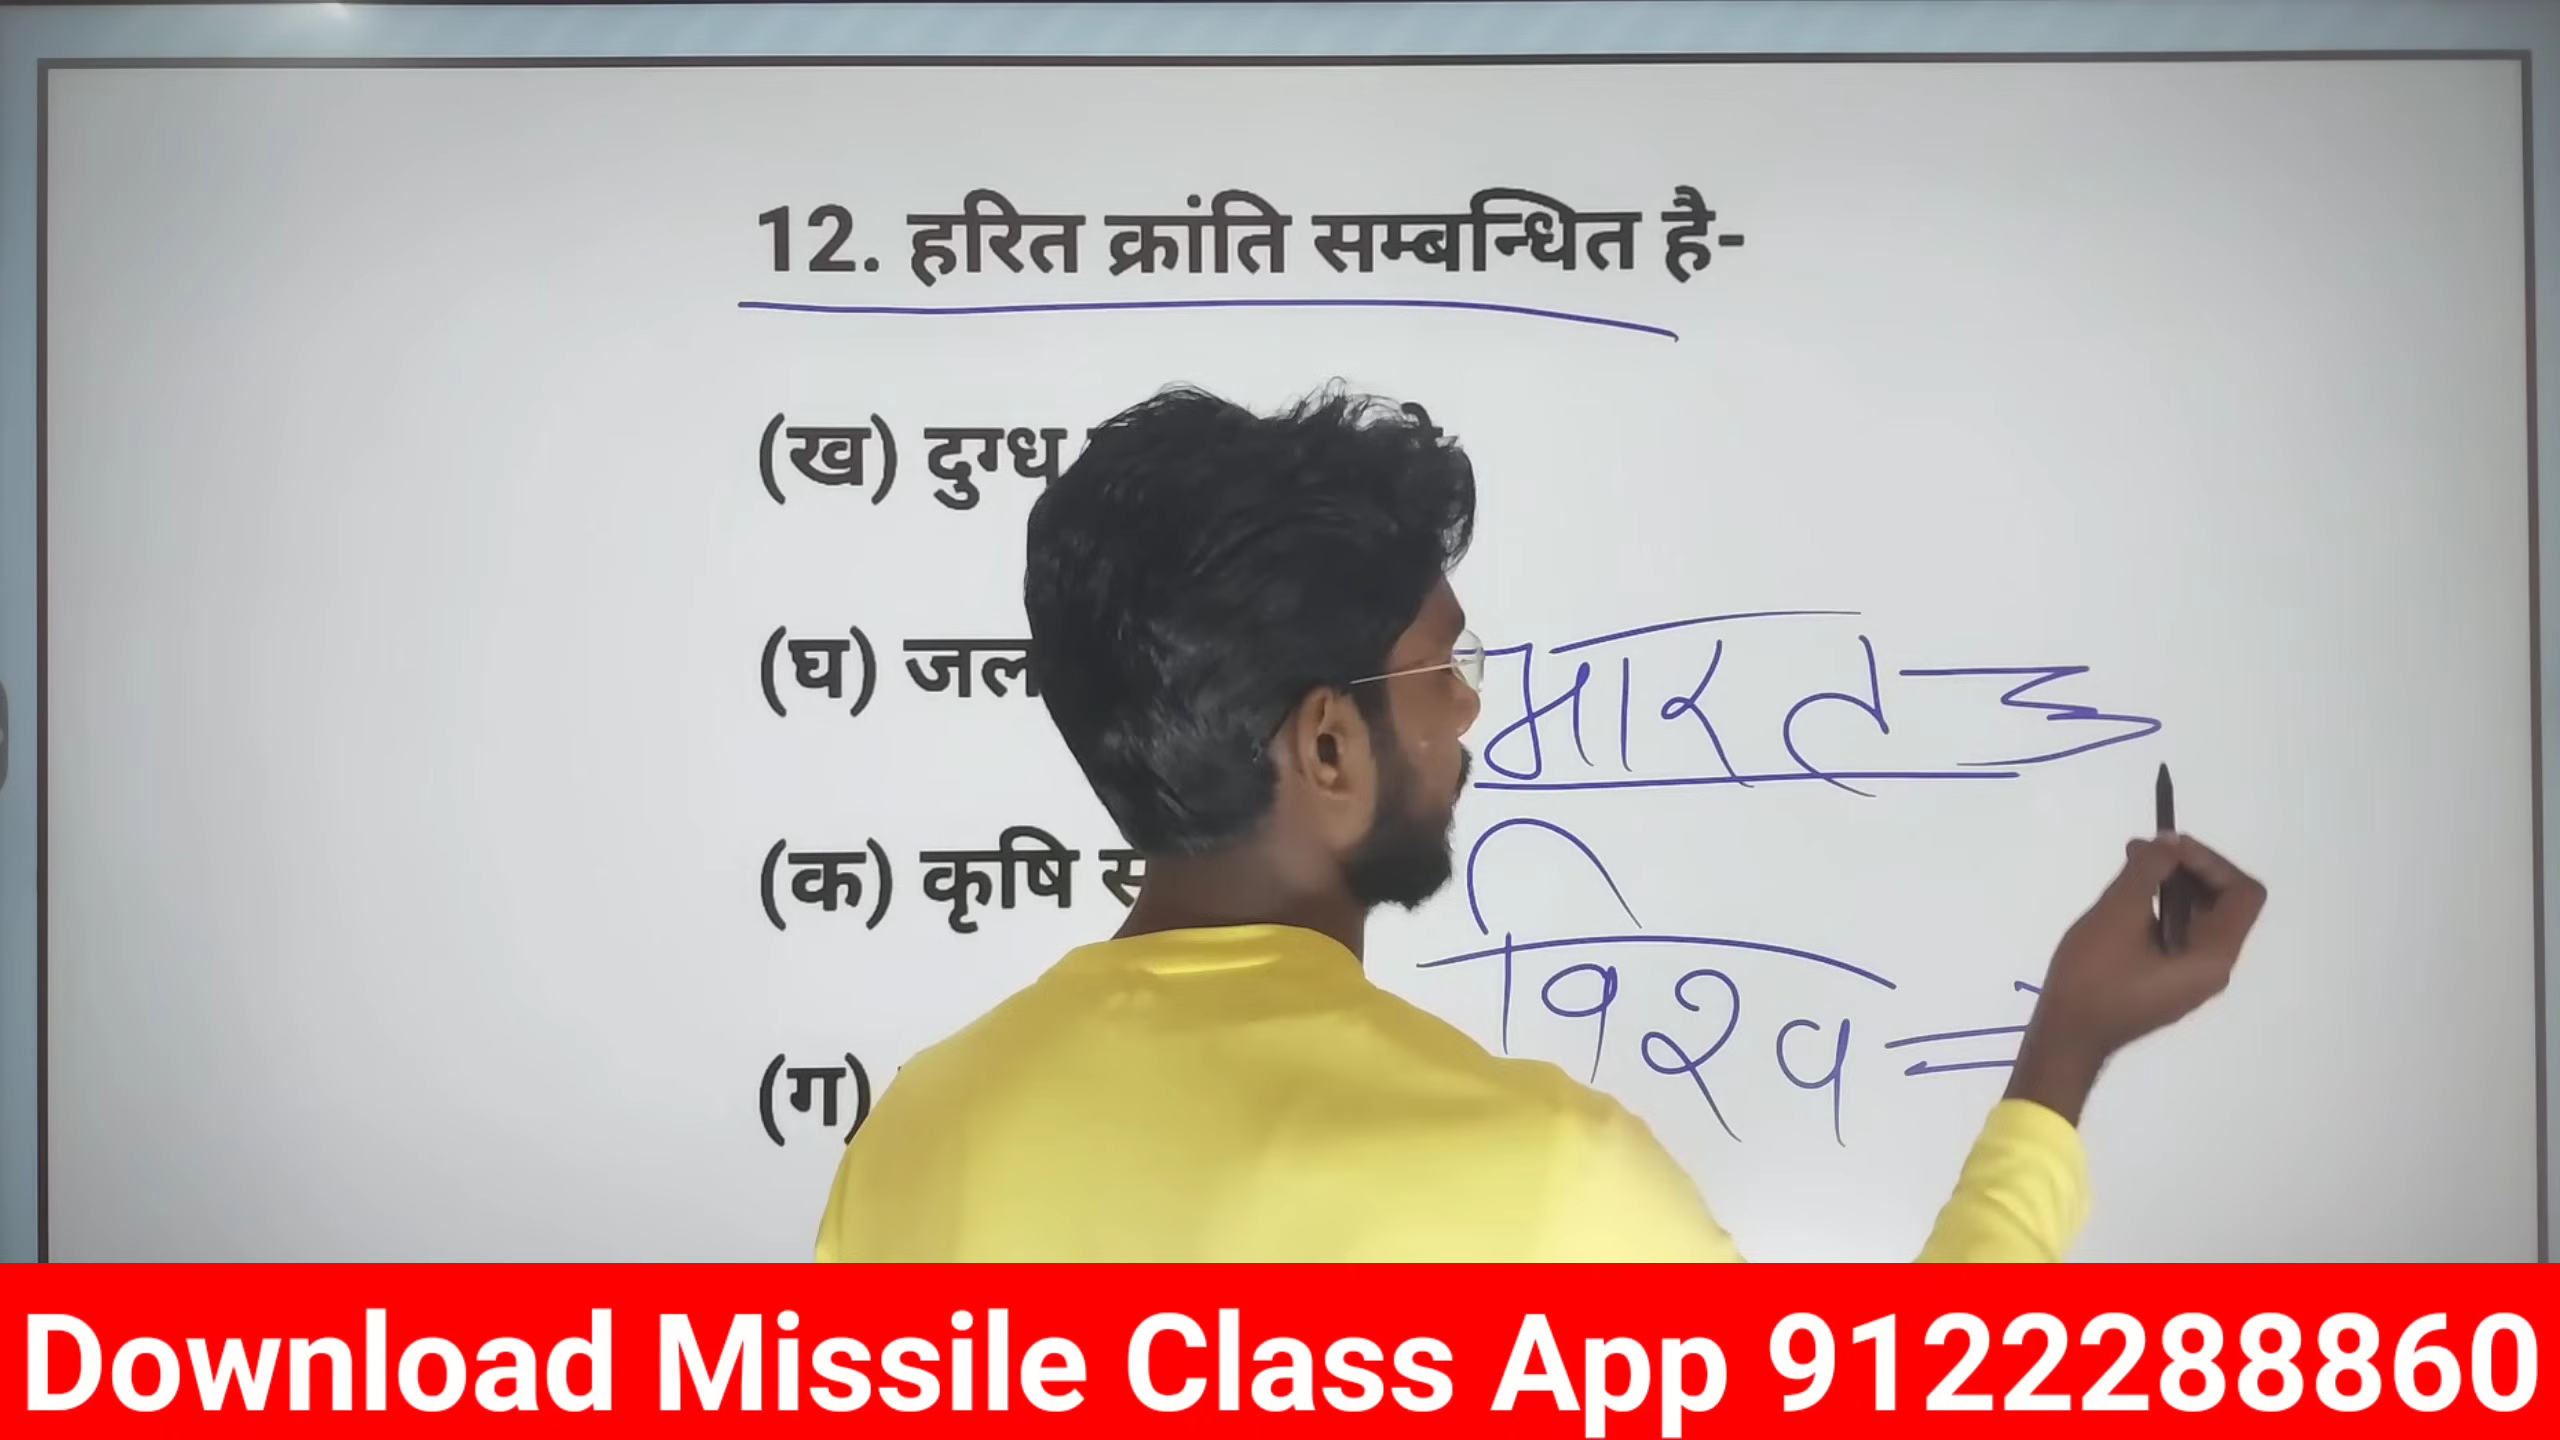 12. हरित क्रांति सम्बन्धित है-
(ख) दुग्ध
(घ) जल
(क) कृषि
(ग)
भारत
विश्व =
Download Missile Class App 9122288860